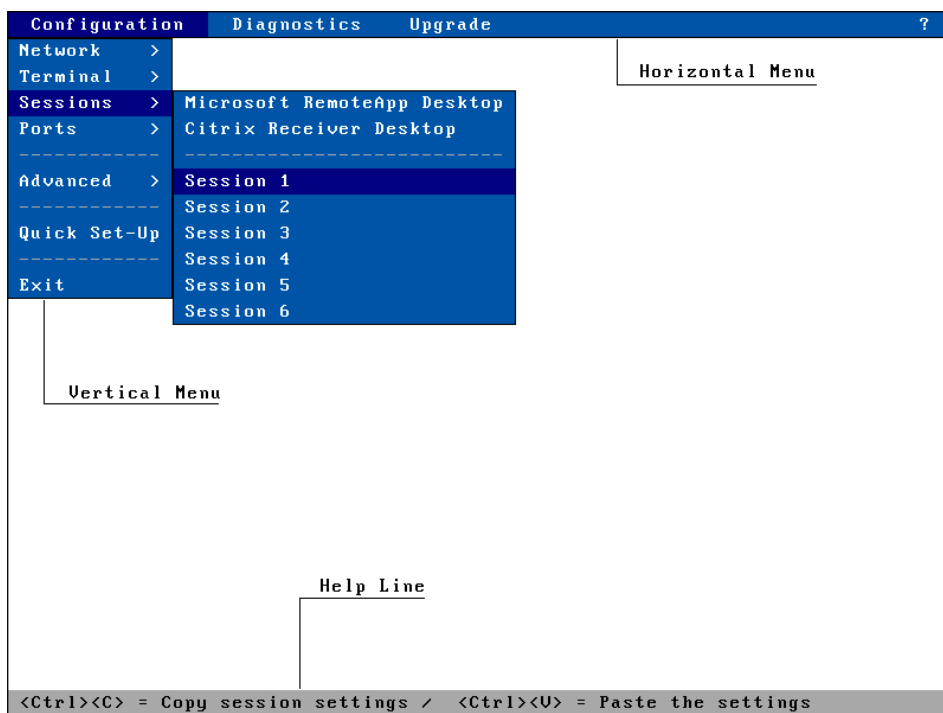 Configuration Diagnostics Upgrade ?
Network >
Terminal >
Sessions >
Ports >
------------
Advanced >
------------
Quick Set-Up
------------
Exit
Microsoft RemoteApp Desktop
Citrix Receiver Desktop
---------------------------
Session 1
Session 2
Session 3
Session 4
Session 5
Session 6
Horizontal Menu
Vertical Menu
Help Line
<Ctrl><C> = Copy session settings / <Ctrl><V> = Paste the settings